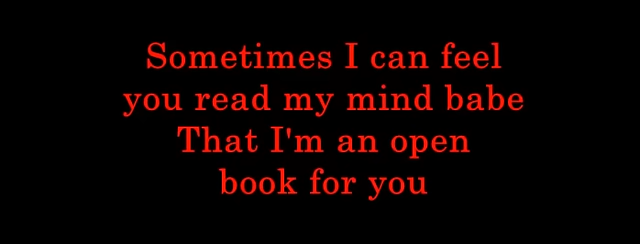 Sometimes I can feel
you read my mind babe
That I'm an open
book for you